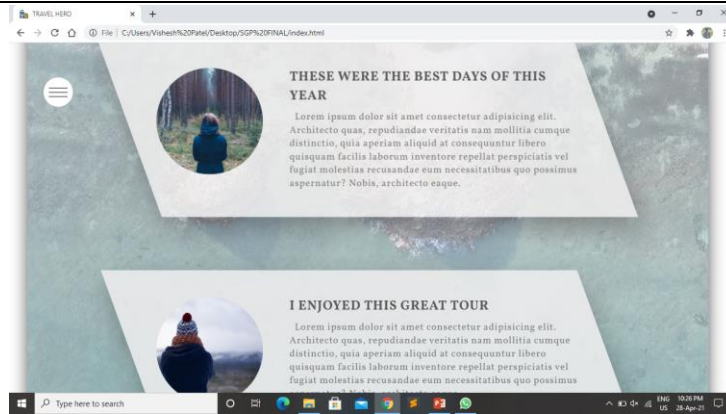 TRAVEL HERO
File | C:/Users/Vishesh%20Patel/Desktop/SGP%20FINAL/index.html
THESE WERE THE BEST DAYS OF THIS
YEAR
Lorem ipsum dolor sit amet consectetur adipisicing elit.
Architecto quas, repudiandae veritatis nam mollitia cumque
distinctio, quia aperiam aliquid at consequuntur libero
quisquam facilis laborum inventore repellat perspiciatis vel
fugiat molestias recusandae eum necessitatibus quo possimus
aspernatur? Nobis, architecto eaque.
I ENJOYED THIS GREAT TOUR
Lorem ipsum dolor sit amet consectetur adipisicing elit.
Architecto quas, repudiandae veritatis nam mollitia cumque
distinctio, quia aperiam aliquid at consequuntur libero
quisquam facilis laborum inventore repellat perspiciatis vel
fugiat molestias recusandae eum necessitatibus quo possimus
Type here to search
ENG 10:26 PM
US 28-Apr-21